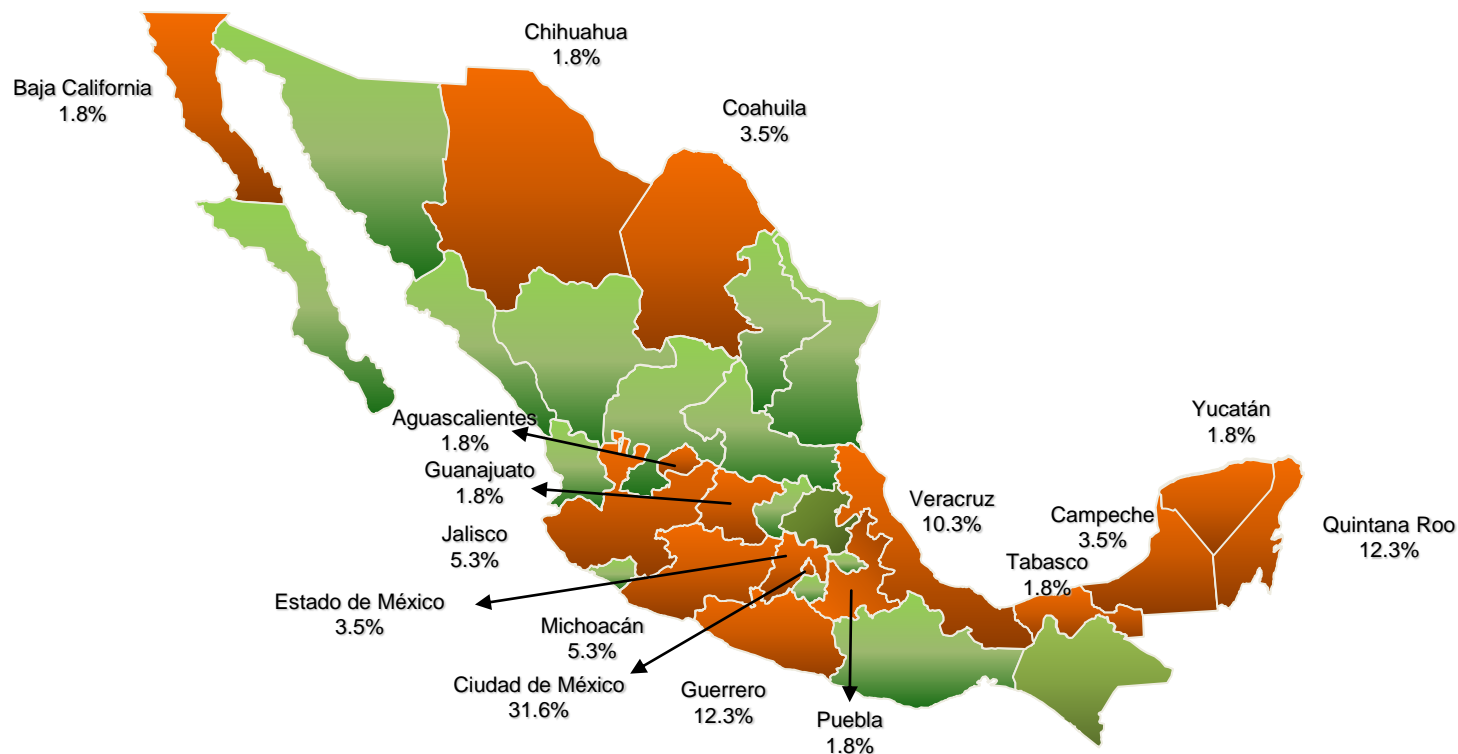 Chihuahua
1.8%
Baja California
1.8%
Coahuila
3.5%
Aguascalientes
1.8%
Guanajuato
1.8%
Jalisco
5.3%
Estado de México
3.5%
Michoacán
5.3%
Ciudad de México
31.6%
Guerrero
12.3%
Puebla
1.8%
Veracruz
10.3%
Yucatán
1.8%
Campeche
3.5%
Tabasco
1.8%
Quintana Roo
12.3%